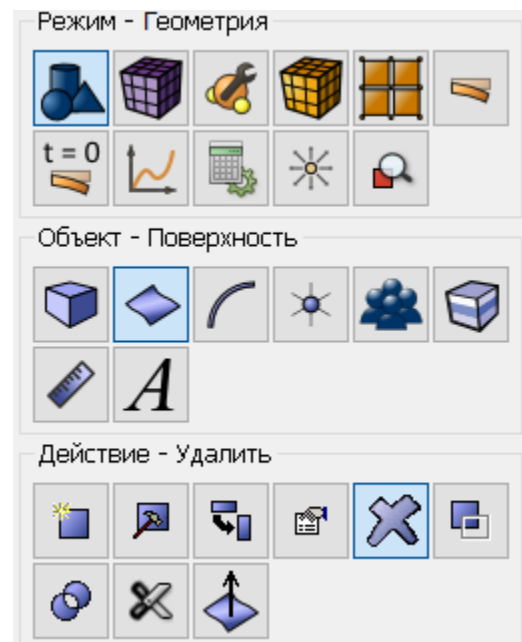 Режим - Геометрия
t = 0
Объект - Поверхность
A
Действие - Удалить